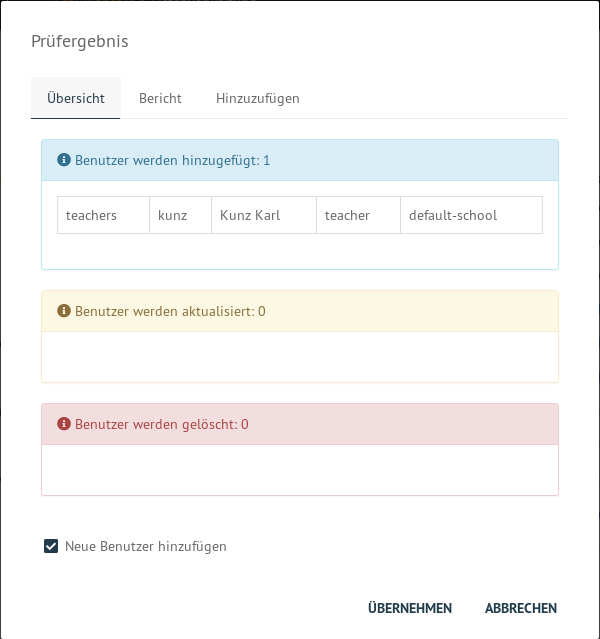 Prüfergebnis
Übersicht Bericht Hinzuzufügen
Benutzer werden hinzugefügt: 1
teachers kunz Kunz Karl teacher default-school
Benutzer werden aktualisiert: 0
Benutzer werden gelöscht: 0
Neue Benutzer hinzufügen
ÜBERNEHMEN ABBRECHEN